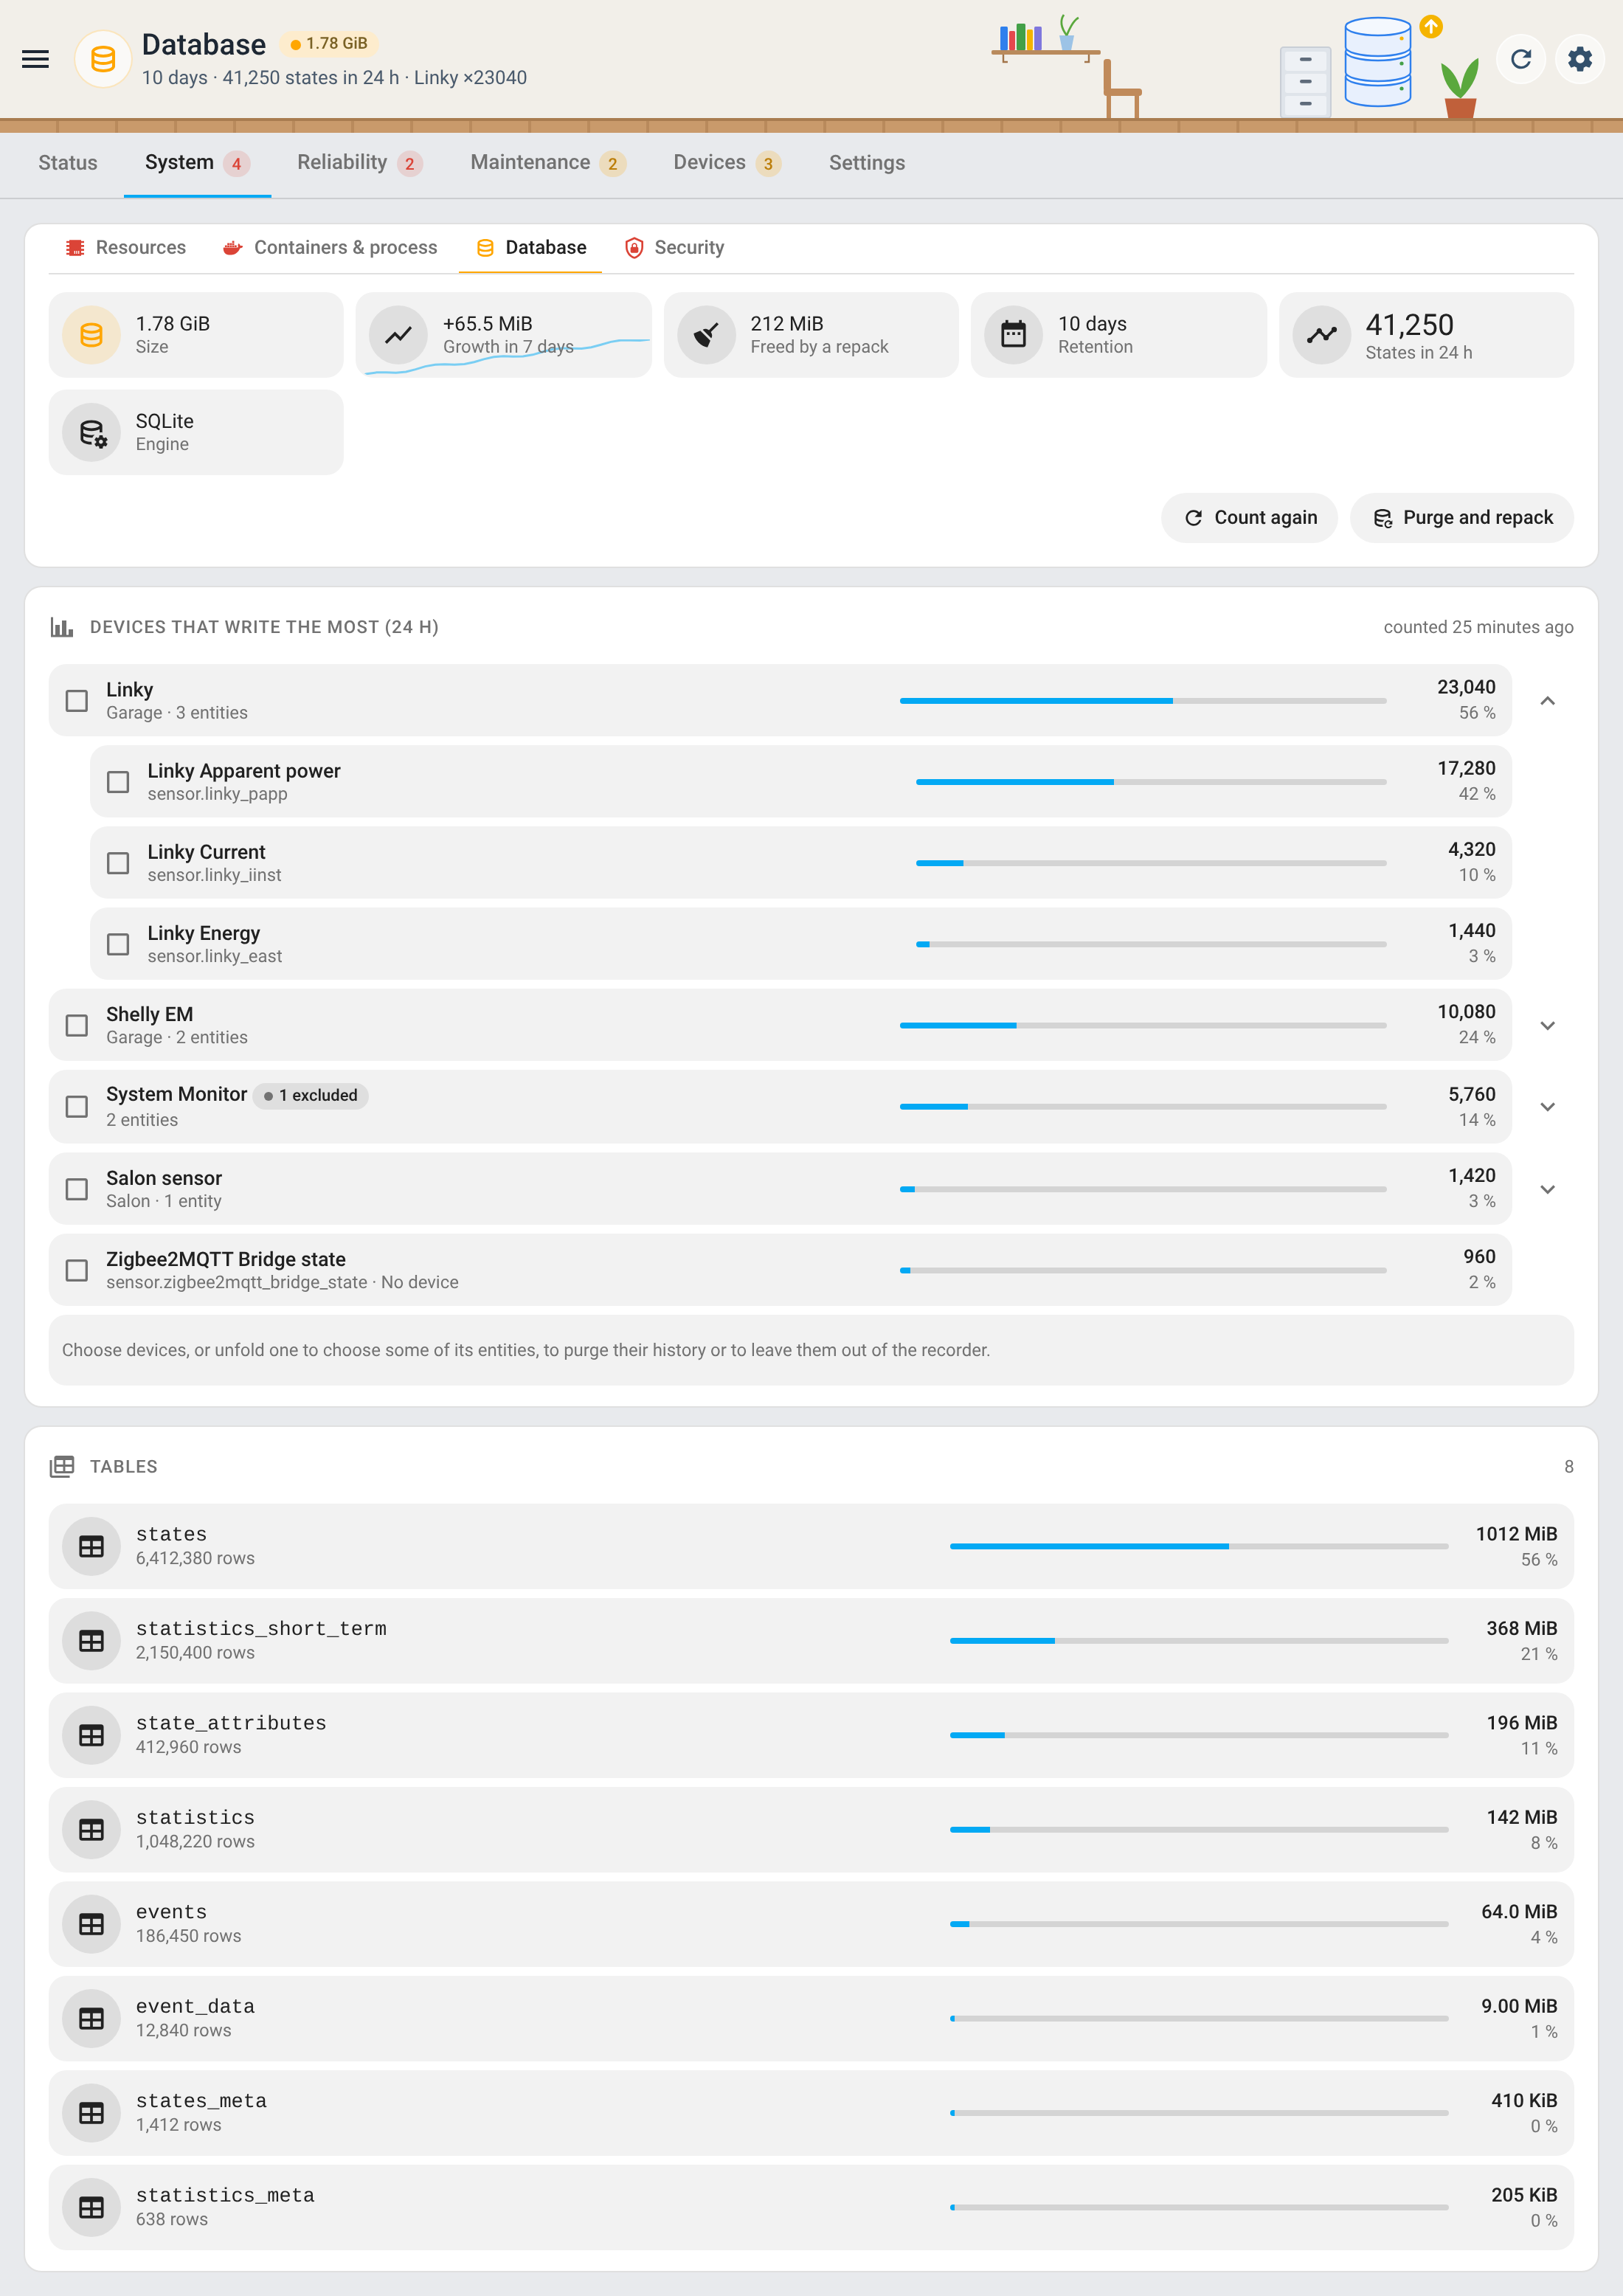 Database
1.78 GiB
10 days · 41,250 states in 24 h · Linky ×23040
Status
System 4
Reliability 2
Maintenance 2
Devices 3
Settings
Resources
Containers & process
Database
Security
1.78 GiB
Size
+65.5 MiB
Growth in 7 days
212 MiB
Freed by a repack
10 days
Retention
41,250
States in 24 h
SQLite
Engine
Count again
Purge and repack
DEVICES THAT WRITE THE MOST (24 H)
counted 25 minutes ago
Linky
Garage · 3 entities
23,040
56 %
Linky Apparent power
sensor.linky_papp
17,280
42 %
Linky Current
sensor.linky_iinst
4,320
10 %
Linky Energy
sensor.linky_east
1,440
3 %
Shelly EM
Garage · 2 entities
10,080
24 %
System Monitor
1 excluded
2 entities
5,760
14 %
Salon sensor
Salon · 1 entity
1,420
3 %
Zigbee2MQTT Bridge state
sensor.zigbee2mqtt_bridge_state · No device
960
2 %
Choose devices, or unfold one to choose some of its entities, to purge their history or to leave them out of the recorder.
TABLES
8
states
6,412,380 rows
1012 MiB
56 %
statistics_short_term
2,150,400 rows
368 MiB
21 %
state_attributes
412,960 rows
196 MiB
11 %
statistics
1,048,220 rows
142 MiB
8 %
events
186,450 rows
64.0 MiB
4 %
event_data
12,840 rows
9.00 MiB
1 %
states_meta
1,412 rows
410 KiB
0 %
statistics_meta
638 rows
205 KiB
0 %